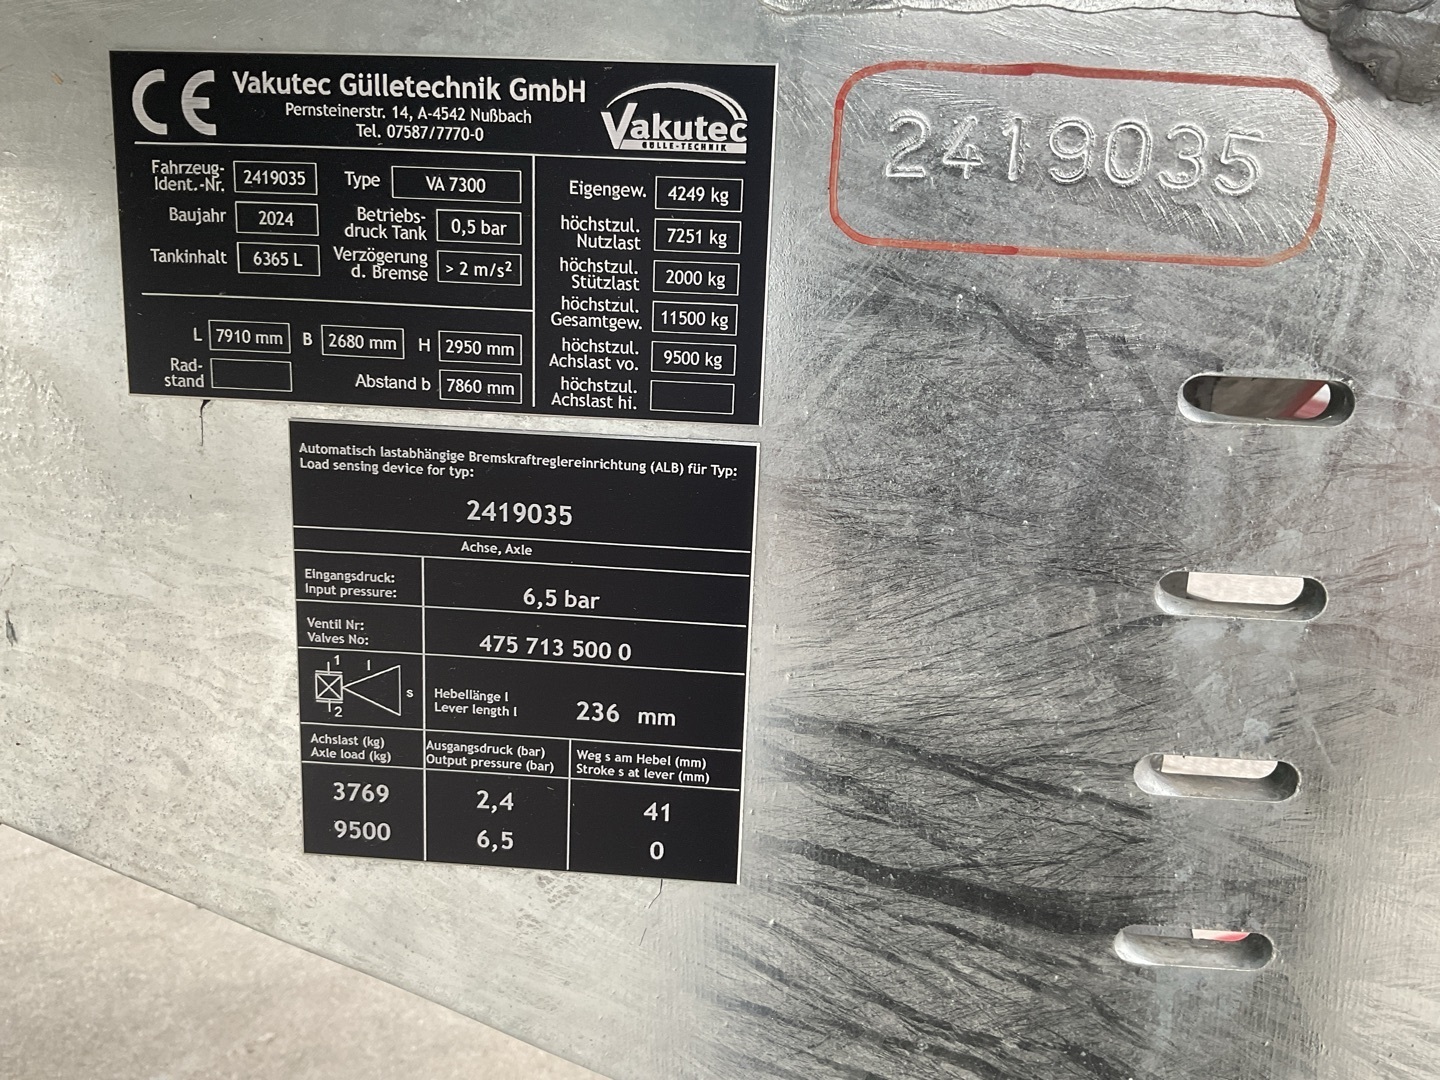 CE
Vakutec Gülletechnik GmbH
Pernsteinerstr. 14, A-4542 Nußbach
Tel. 07587/7770-0
Vakutec
GÜLLE-TECHNIK
Fahrzeug-
Ident.-Nr. 2419035
Type VA 7300
Baujahr 2024
Betriebs-
druck Tank 0,5 bar
Tankinhalt 6365 L
Verzögerung
d. Bremse > 2 m/s²
L 7910 mm B 2680 mm H 2950 mm
Rad-
stand
Abstand b 7860 mm
Eigengew. 4249 kg
höchstzul.
Nutzlast 7251 kg
höchstzul.
Stützlast 2000 kg
höchstzul.
Gesamtgew. 11500 kg
höchstzul.
Achslast vo. 9500 kg
höchstzul.
Achslast hi.
2419035
Automatisch lastabhängige Bremskraftreglereinrichtung (ALB) für Typ:
Load sensing device for typ:
2419035
Achse, Axle
Eingangsdruck:
Input pressure:
6,5 bar
Ventil Nr:
Valves No:
475 713 500 0
1 l
s
2
Hebellänge l
Lever length l
236 mm
Achslast (kg)
Axle load (kg)
Ausgangsdruck (bar)
Output pressure (bar)
Weg s am Hebel (mm)
Stroke s at lever (mm)
3769 2,4 41
9500 6,5 0